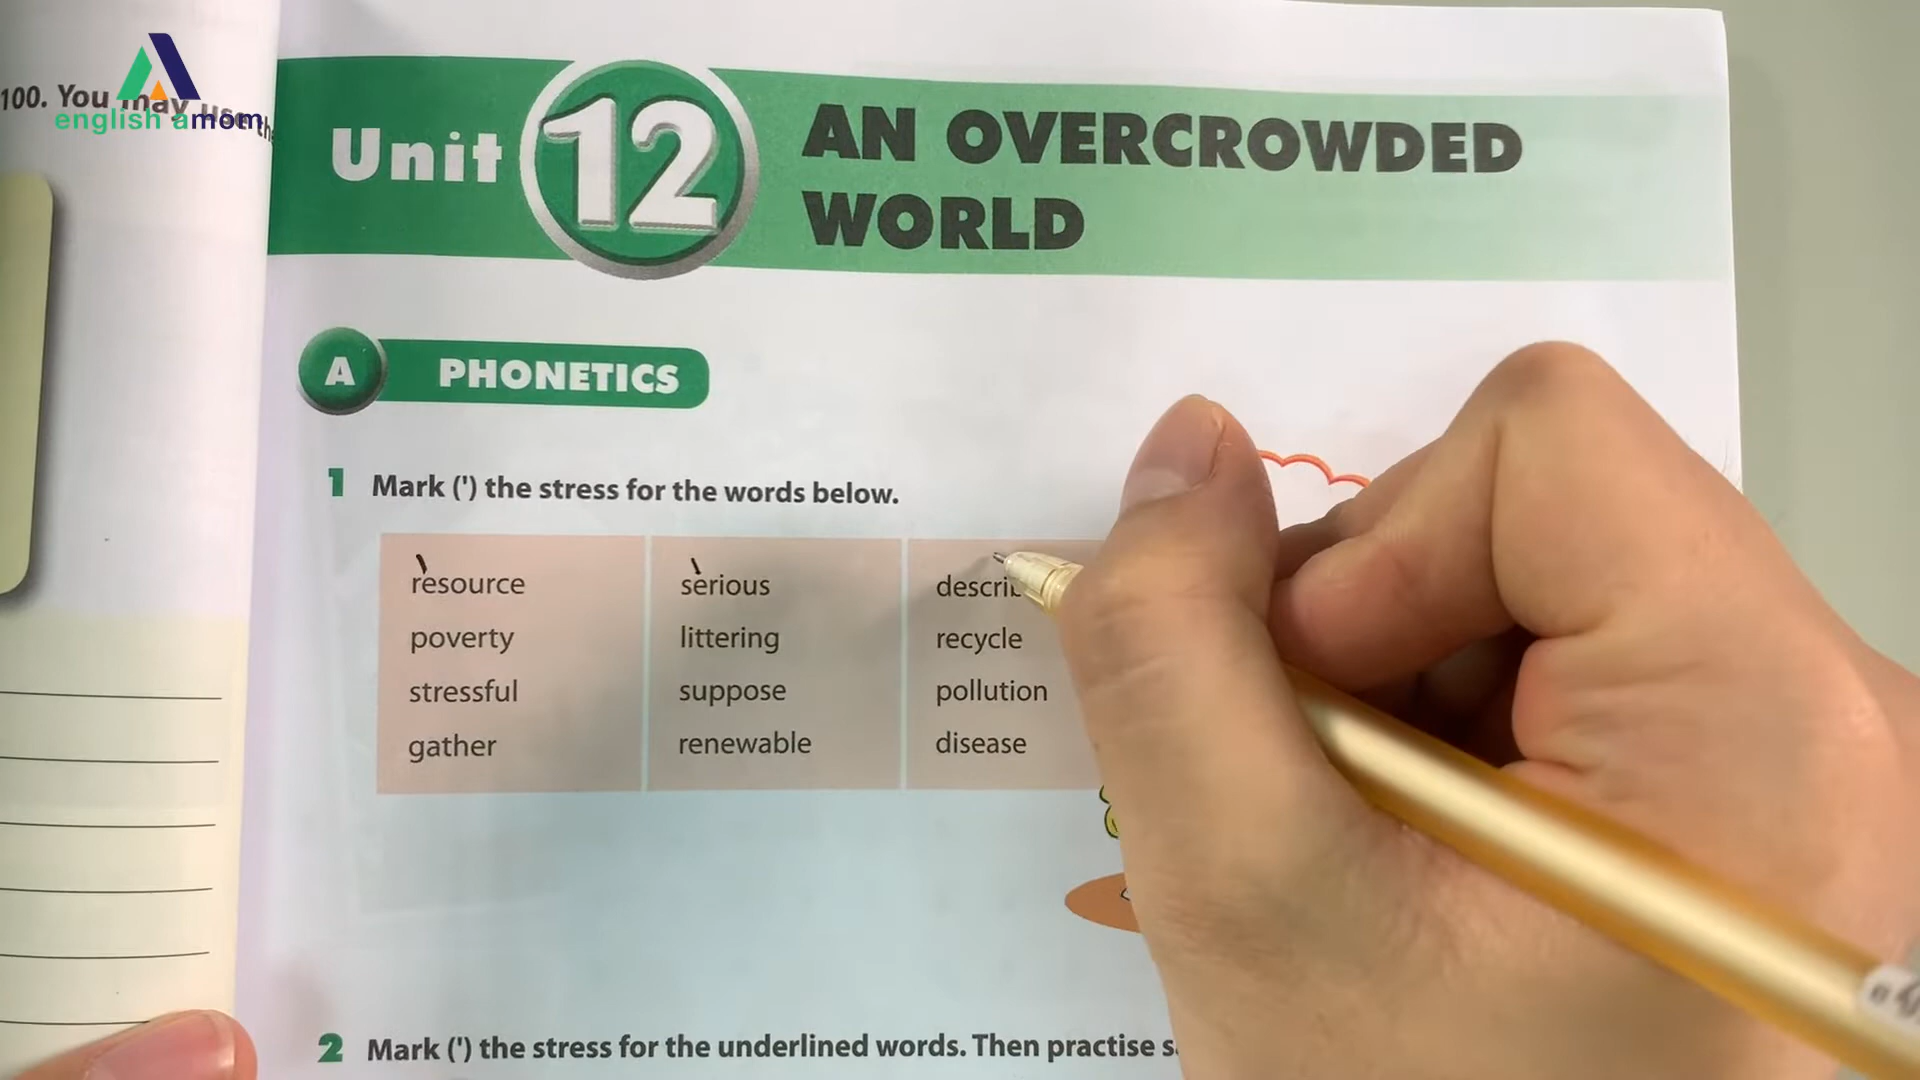 100. You may use the
english amom
Unit 12 AN OVERCROWDED
WORLD
A PHONETICS
1 Mark (') the stress for the words below.
resource serious
poverty littering recycle
stressful suppose pollution
gather renewable disease
2 Mark (') the stress for the underlined words. Then practise